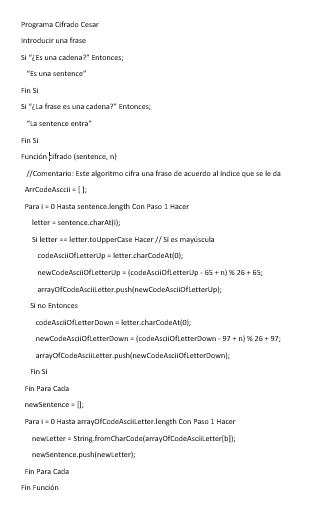 Programa Cifrado Cesar
Introducir una frase
Si “¿Es una cadena?” Entonces;
“Es una sentence”
Fin Si
Si “¿La frase es una cadena?” Entonces;
“La sentence entra”
Fin Si
Función cifrado (sentence, n)
//Comentario: Este algoritmo cifra una frase de acuerdo al índice que se le da
ArrCodeAsccii = [ ];
Para i = 0 Hasta sentence.length Con Paso 1 Hacer
letter = sentence.charAt(i);
Si letter == letter.toUpperCase Hacer // Si es mayúscula
codeAsciiOfLetterUp = letter.charCodeAt(0);
newCodeAsciiOfLetterUp = (codeAsciiOfLetterUp - 65 + n) % 26 + 65;
arrayOfCodeAsciiLetter.push(newCodeAsciiOfLetterUp);
Si no Entonces
codeAsciiOfLetterDown = letter.charCodeAt(0);
newCodeAsciiOfLetterDown = (codeAsciiOfLetterDown - 97 + n) % 26 + 97;
arrayOfCodeAsciiLetter.push(newCodeAsciiOfLetterDown);
Fin Si
Fin Para Cada
newSentence = [];
Para i = 0 Hasta arrayOfCodeAsciiLetter.length Con Paso 1 Hacer
newLetter = String.fromCharCode(arrayOfCodeAsciiLetter[b]);
newSentence.push(newLetter);
Fin Para Cada
Fin Función